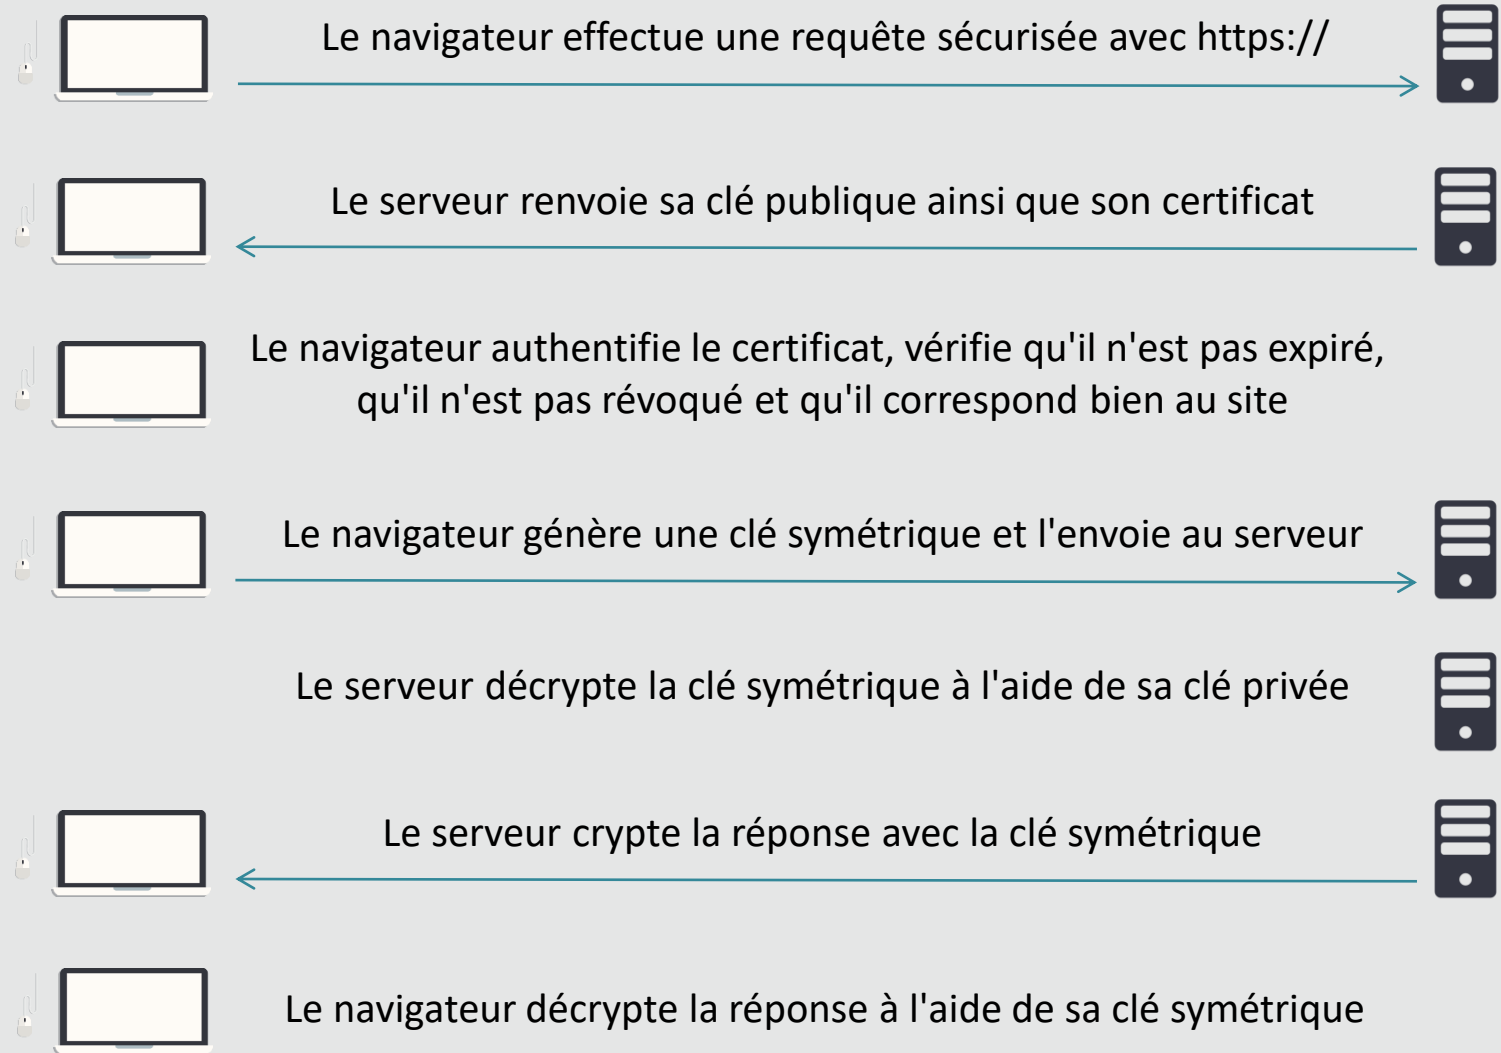 Le navigateur effectue une requête sécurisée avec https://
Le serveur renvoie sa clé publique ainsi que son certificat
Le navigateur authentifie le certificat, vérifie qu'il n'est pas expiré,
qu'il n'est pas révoqué et qu'il correspond bien au site
Le navigateur génère une clé symétrique et l'envoie au serveur
Le serveur décrypte la clé symétrique à l'aide de sa clé privée
Le serveur crypte la réponse avec la clé symétrique
Le navigateur décrypte la réponse à l'aide de sa clé symétrique